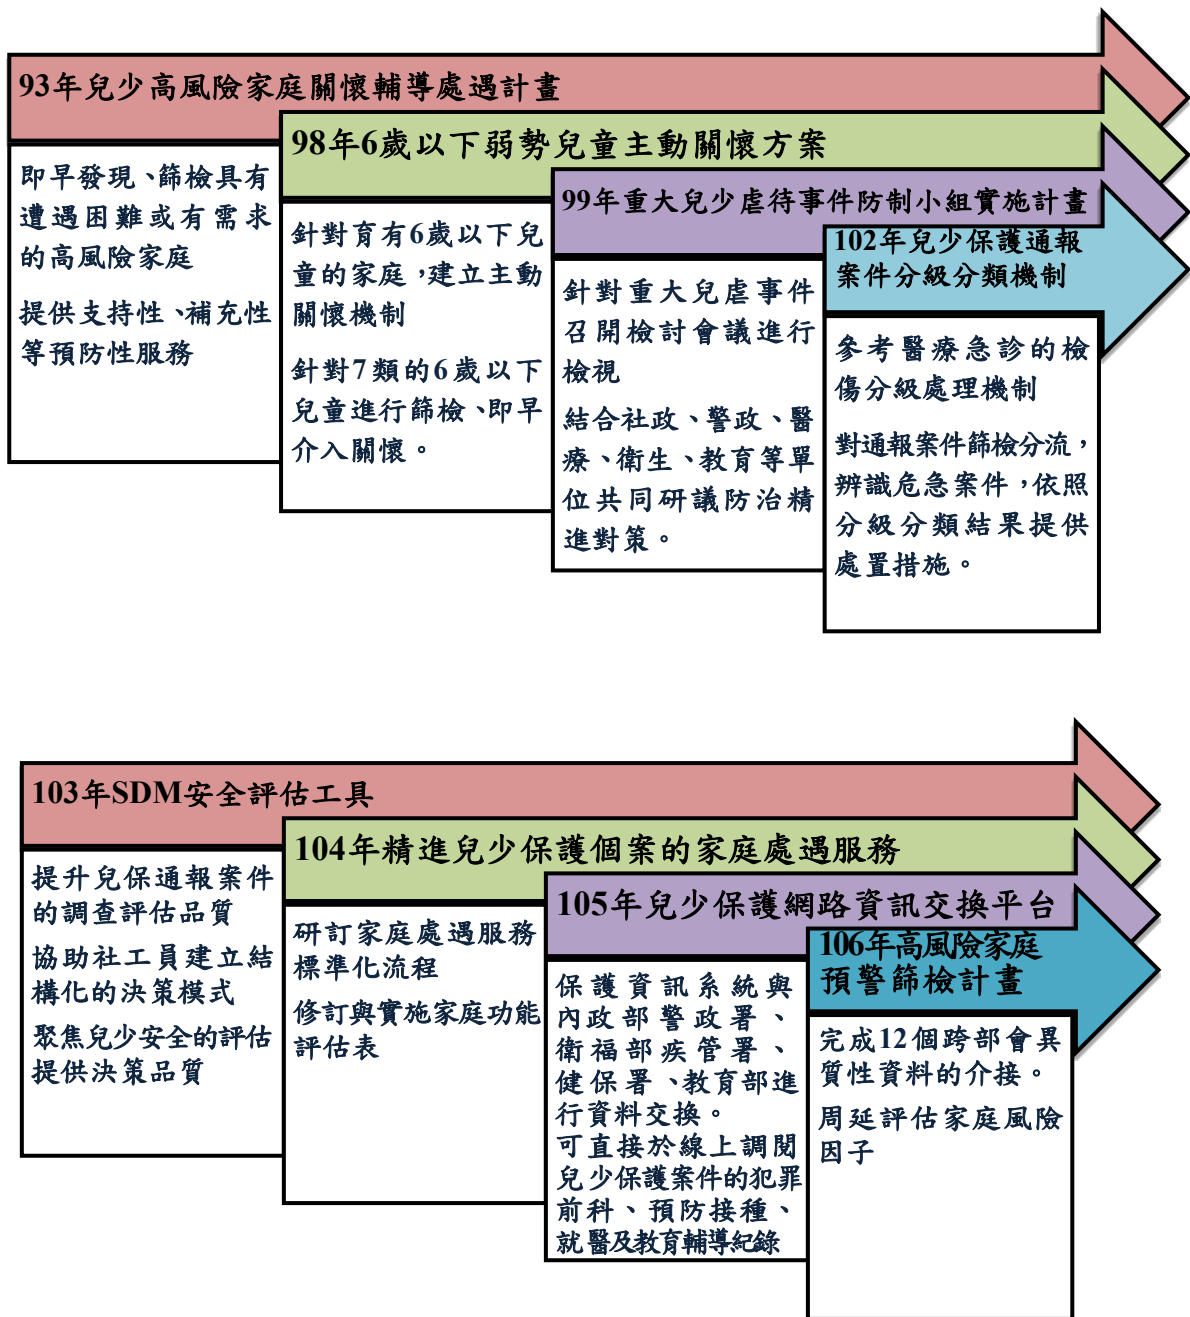 93年兒少高風險家庭關懷輔導處遇計畫
即早發現、篩檢具有
遭遇困難或有需求
的高風險家庭
提供支持性、補充性
等預防性服務
98年6歲以下弱勢兒童主動關懷方案
針對育有6歲以下兒
童的家庭，建立主動
關懷機制
針對7類的6歲以下
兒童進行篩檢、即早
介入關懷。
99年重大兒少虐待事件防制小組實施計畫
針對重大兒虐事件
召開檢討會議進行
檢視
結合社政、警政、醫
療、衛生、教育等單
位共同研議防治精
進對策。
102年兒少保護通報
案件分級分類機制
參考醫療急診的檢
傷分級處理機制
對通報案件篩檢分流，
辨識危急案件，依照
分級分類結果提供
處置措施。
103年SDM安全評估工具
提升兒保通報案件
的調查評估品質
協助社工員建立結
構化的決策模式
聚焦兒少安全的評估
提供決策品質
104年精進兒少保護個案的家庭處遇服務
研訂家庭處遇服務
標準化流程
修訂與實施家庭功能
評估表
105年兒少保護網路資訊交換平台
保護資訊系統與
內政部警政署、
衛福部疾管署、
健保署、教育部進
行資料交換。
可直接於線上調閱
兒少保護案件的犯罪
前科、預防接種、
就醫及教育輔導紀錄
106年高風險家庭
預警篩檢計畫
完成12個跨部會異
質性資料的介接。
周延評估家庭風險
因子